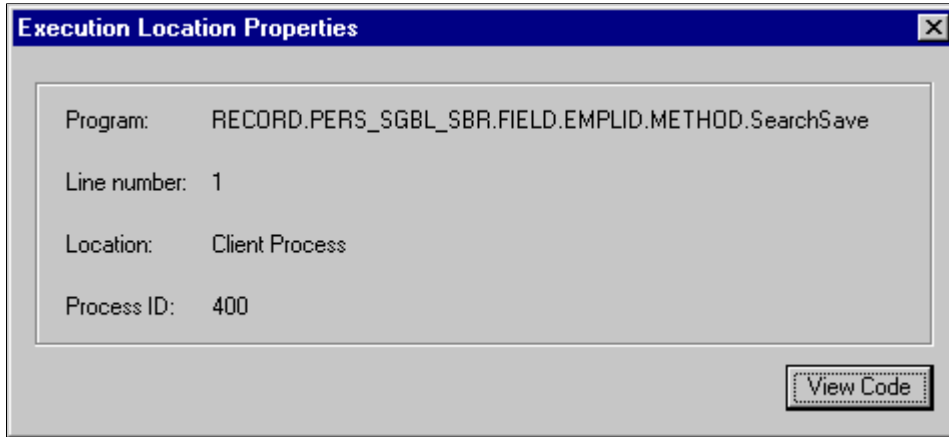 Execution Location Properties
Program: RECORD.PERS_SGBL_SBR.FIELD.EMPLID.METHOD.SearchSave
Line number: 1
Location: Client Process
Process ID: 400
View Code